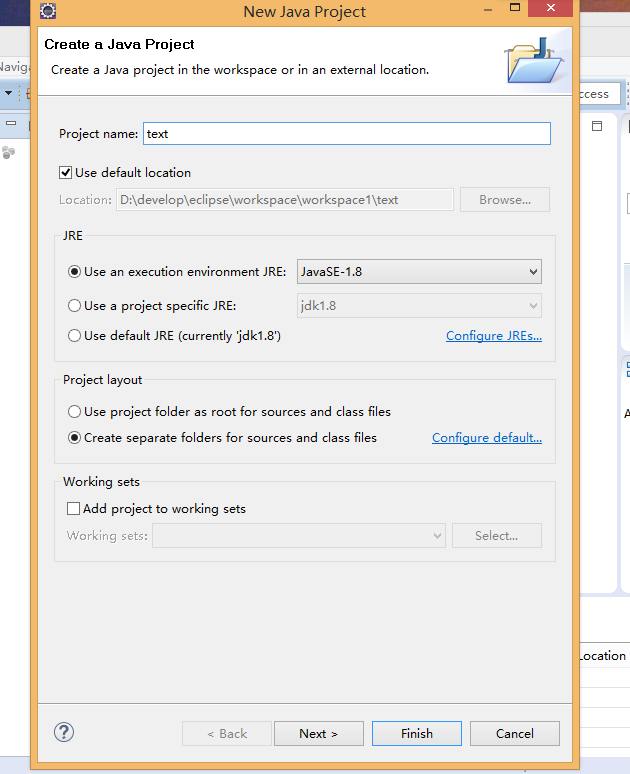 New Java Project
Create a Java Project
Create a Java project in the workspace or in an external location.
Project name: text
Use default location
Location: D:\develop\eclipse\workspace\workspace1\text Browse...
JRE
Use an execution environment JRE: JavaSE-1.8
Use a project specific JRE: jdk1.8
Use default JRE (currently 'jdk1.8') Configure JREs...
Project layout
Use project folder as root for sources and class files
Create separate folders for sources and class files Configure default...
Working sets
Add project to working sets
Working sets: Select...
Location
? < Back Next > Finish Cancel